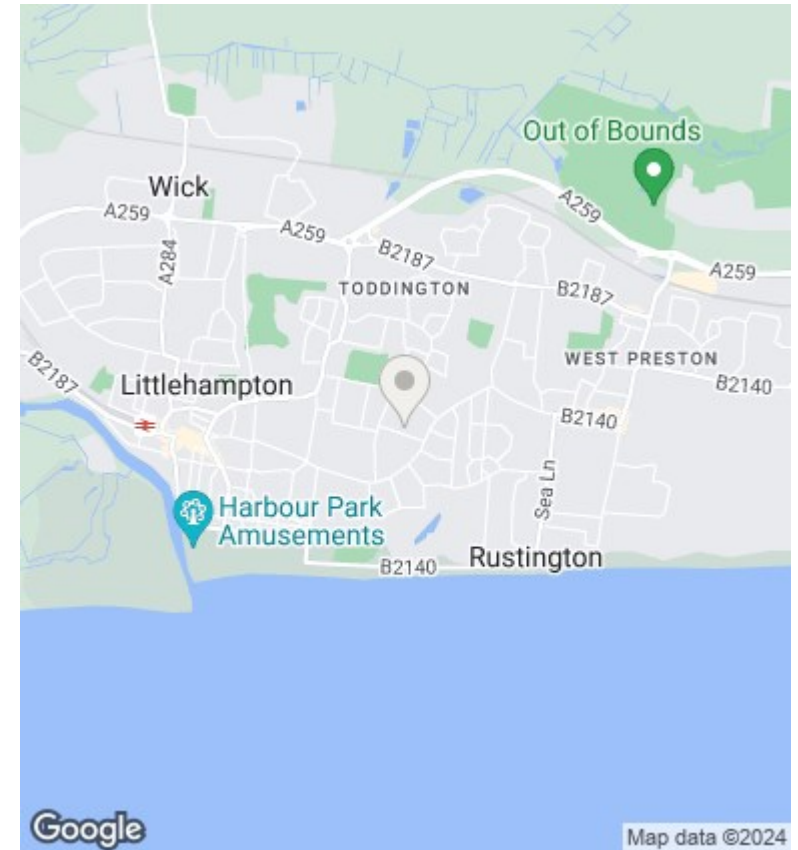 Out of Bounds
Wick
A259
A259
A259
A284
B2187
A259
TODDINGTON
B2187
WEST PRESTON
B2187
B2140
Littlehampton
B2140
Sea Ln
Harbour Park
Amusements
Rustington
B2140
Google
Map data ©2024